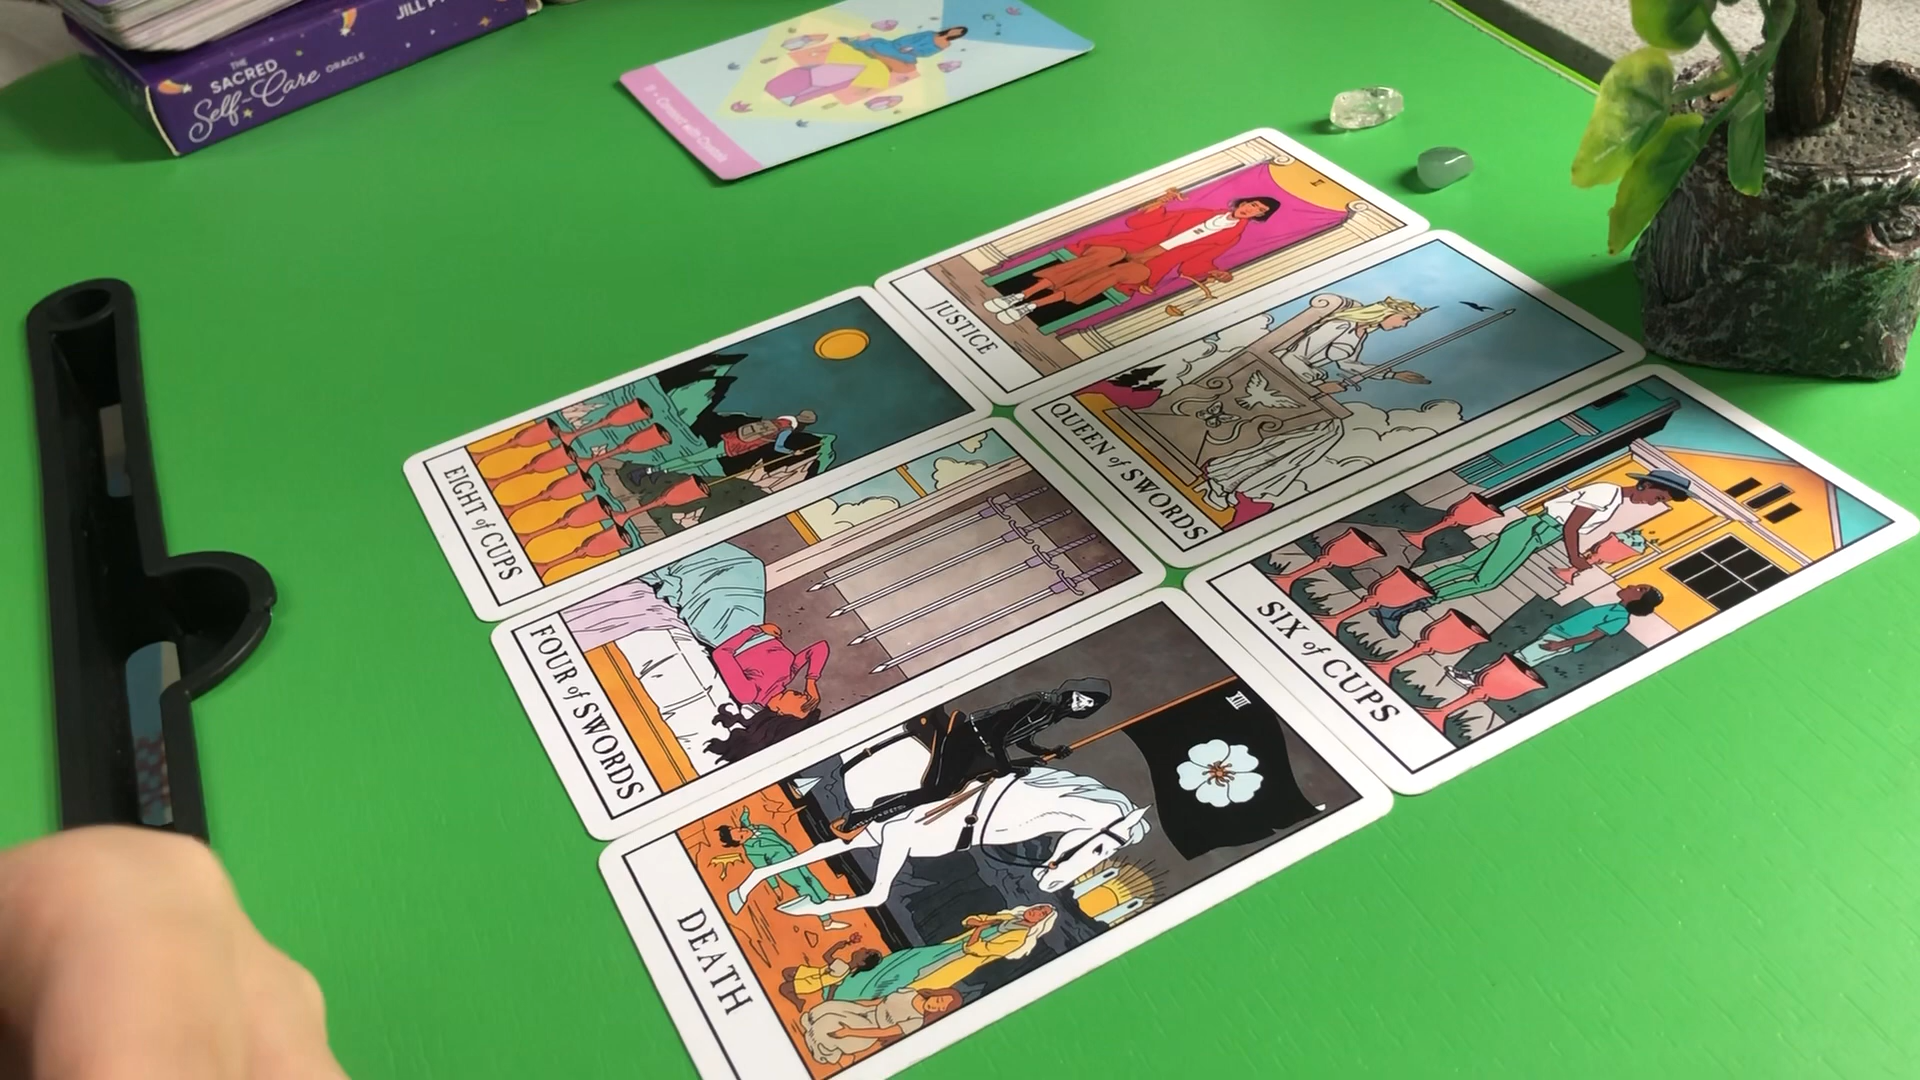 THE
SACRED
Self-Care
ORACLE
JILL P
JUSTICE
QUEEN of SWORDS
SIX of CUPS
EIGHT of CUPS
FOUR of SWORDS
DEATH
XIII